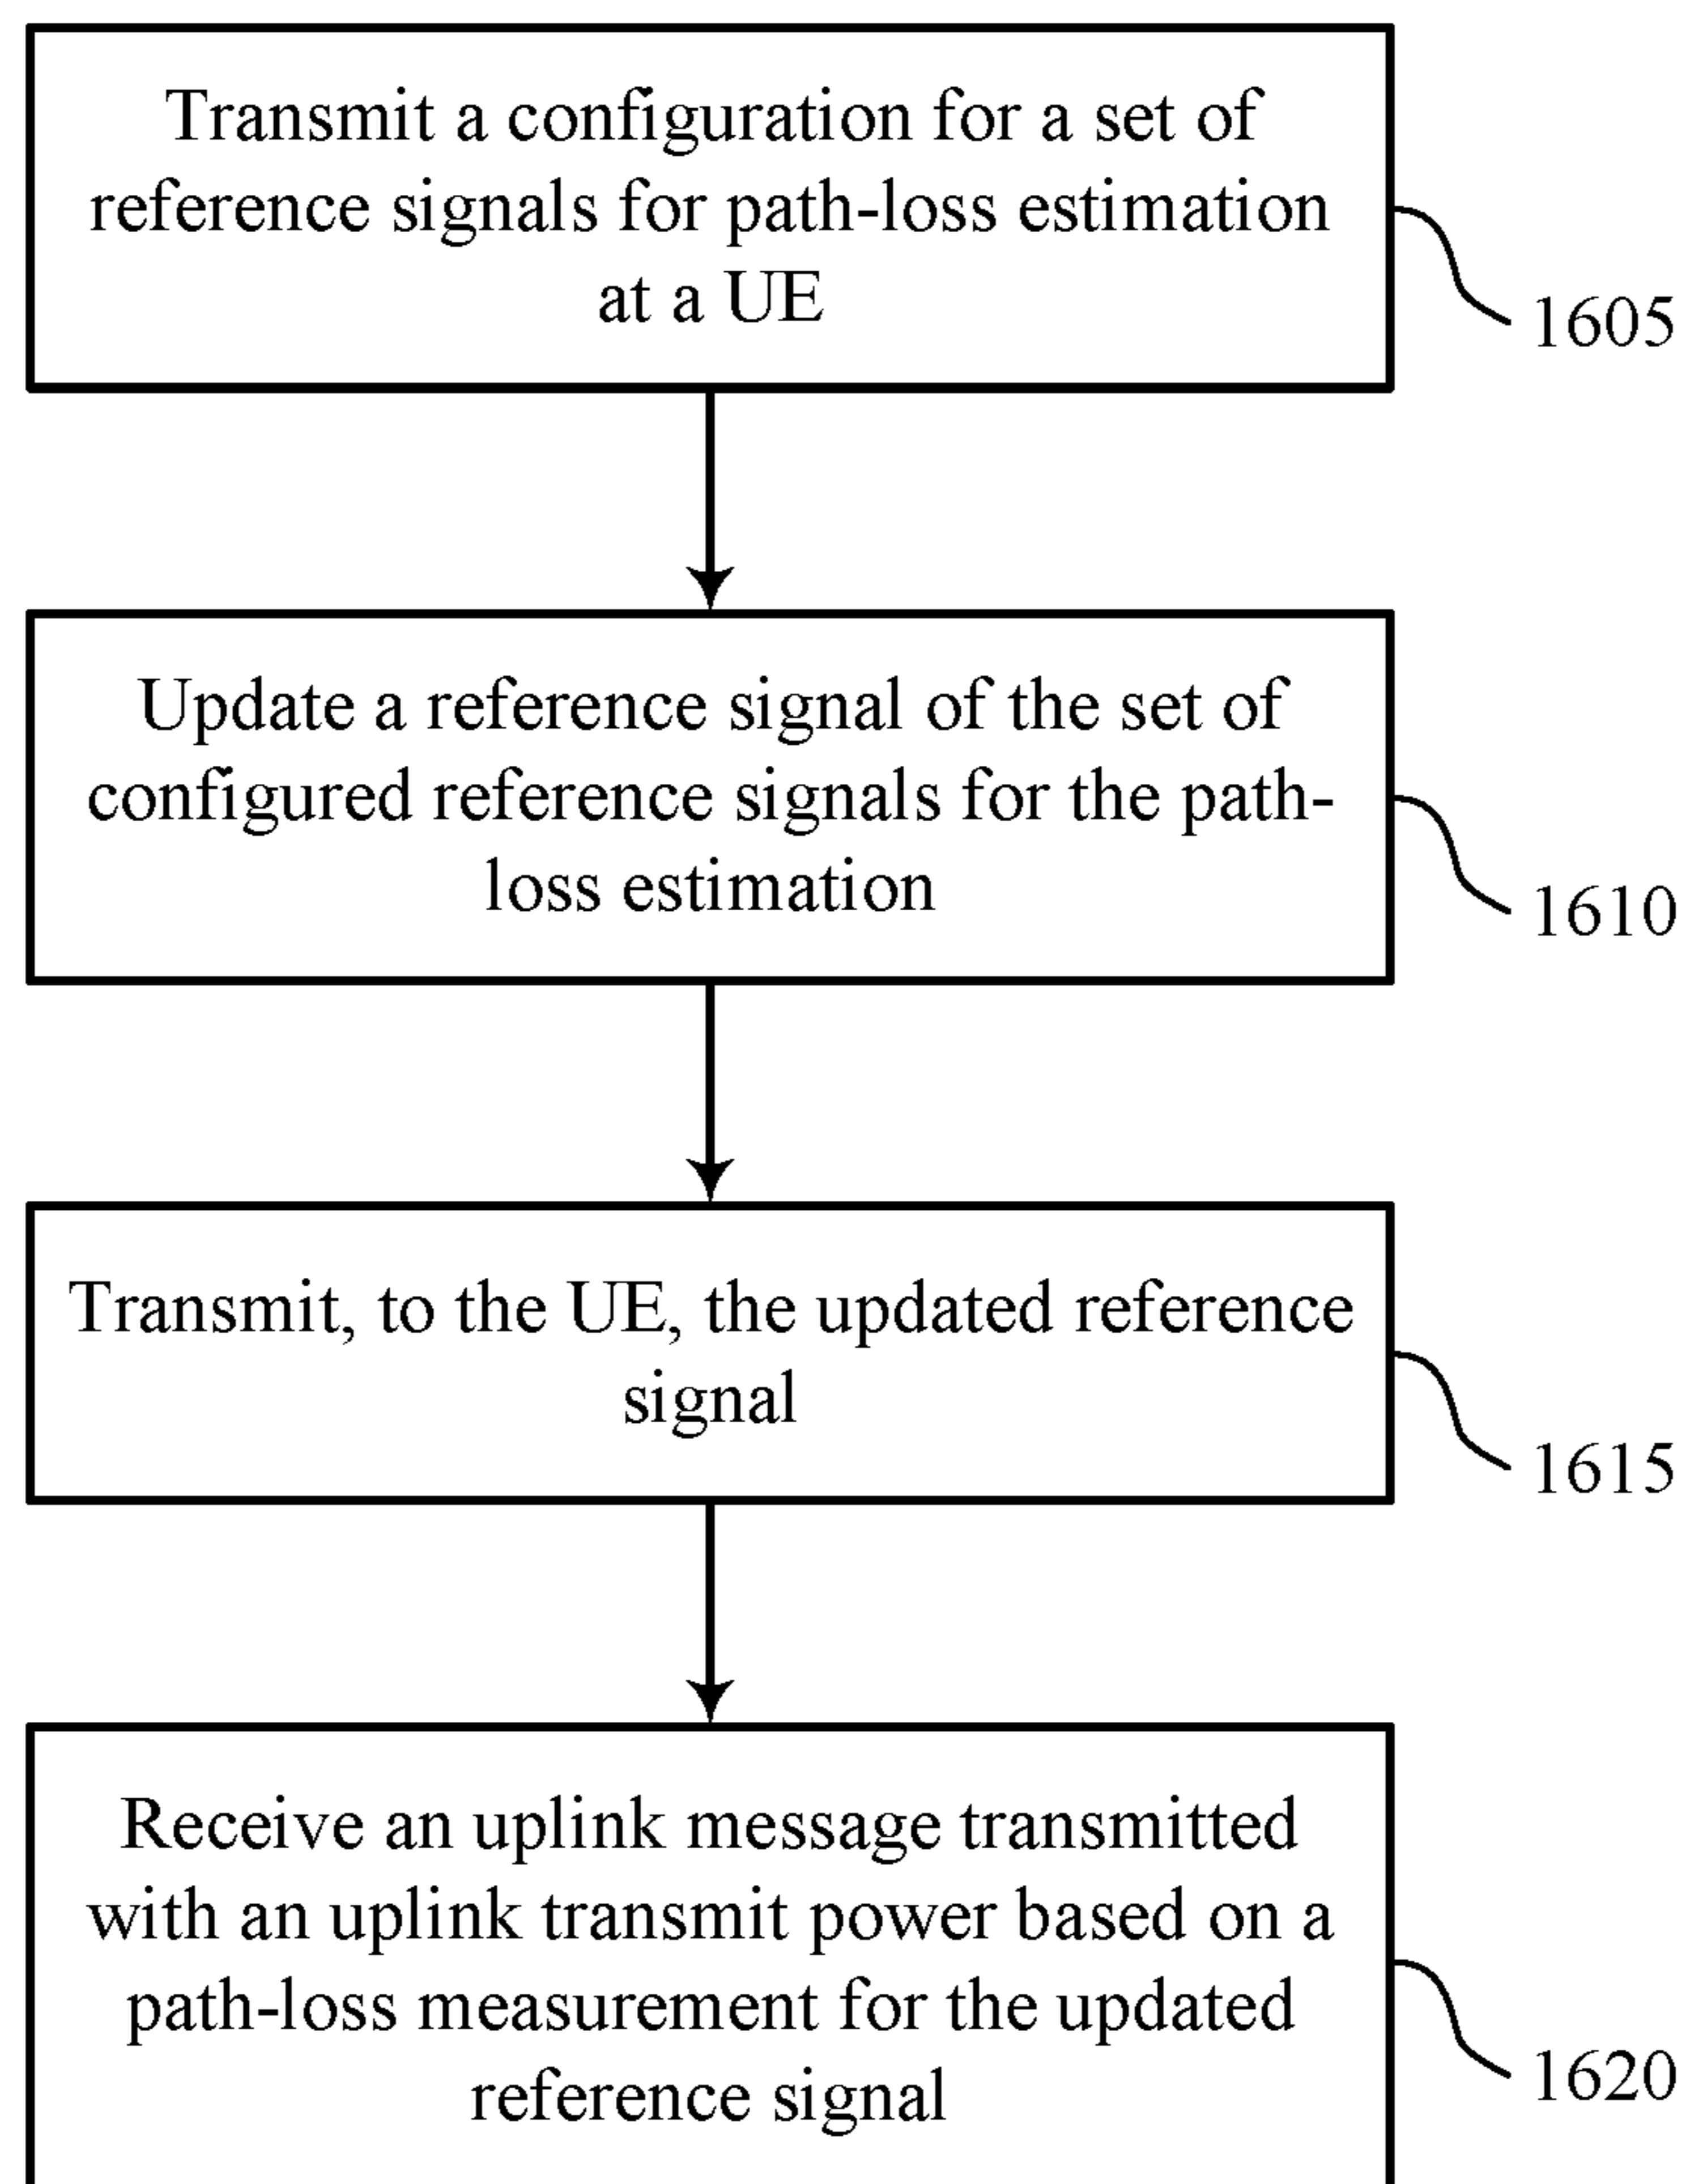 Transmit a configuration for a set of
reference signals for path-loss estimation
at a UE
1605
Update a reference signal of the set of
configured reference signals for the path-
loss estimation
1610
Transmit, to the UE, the updated reference
signal
1615
Receive an uplink message transmitted
with an uplink transmit power based on a
path-loss measurement for the updated
reference signal
1620